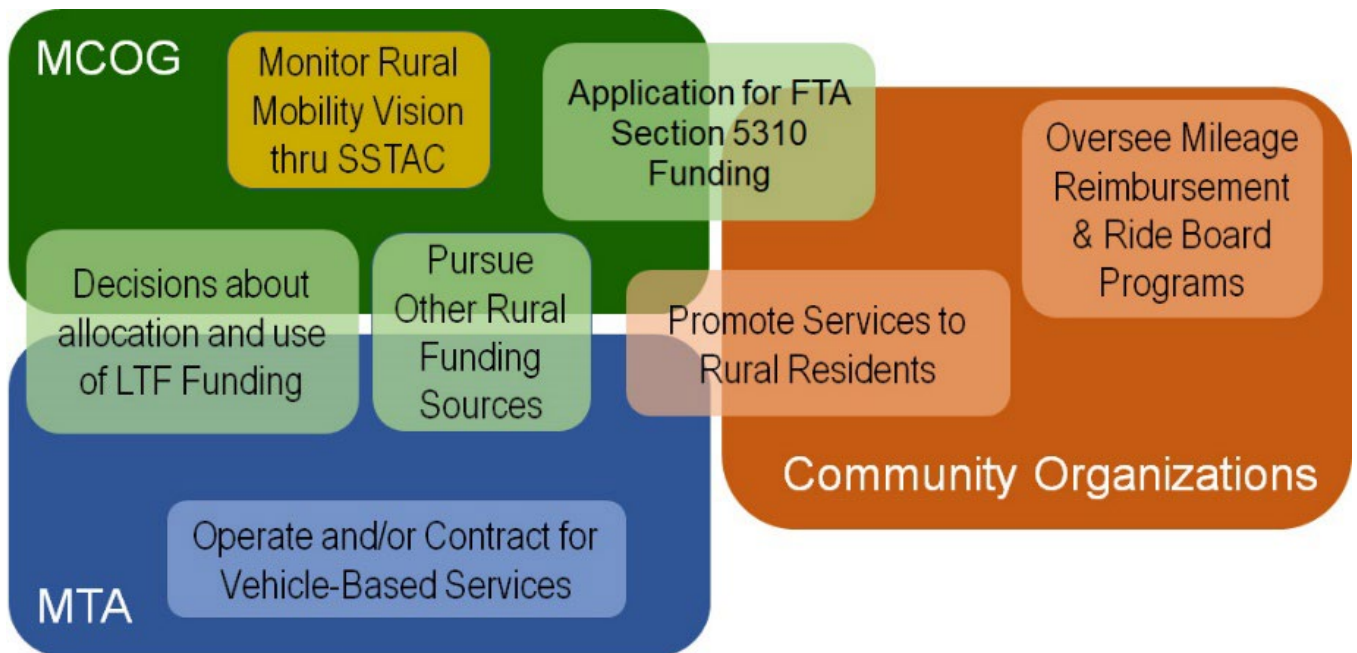 MCOG
Monitor Rural
Mobility Vision
thru SSTAC
Application for FTA
Section 5310
Funding
Oversee Mileage
Reimbursement
& Ride Board
Programs
Decisions about
allocation and use
of LTF Funding
Pursue
Other Rural
Funding
Sources
Promote Services to
Rural Residents
Community Organizations
Operate and/or Contract for
Vehicle-Based Services
MTA